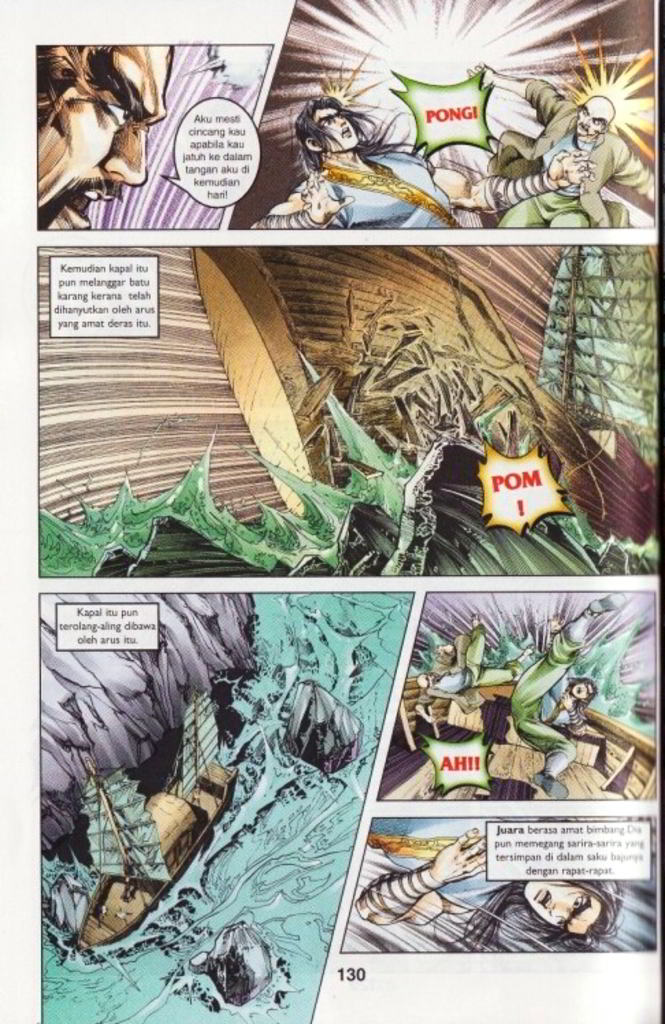 Aku mesti
cincang kau
apabila kau
jatuh ke dalam
tangan aku di
kemudian
hari!
PONG!
Kemudian kapal itu
pun melanggar batu
karang kerana telah
dihanyutkan oleh arus
yang amat deras itu.
POM
!
Kapal itu pun
terolang-aling dibawa
oleh arus itu.
AH!!
Juara berasa amat bimbang.Dia
pun memegang sarira-sarira yang
tersimpan di dalam saku bajunya
dengan rapat-rapat.
130